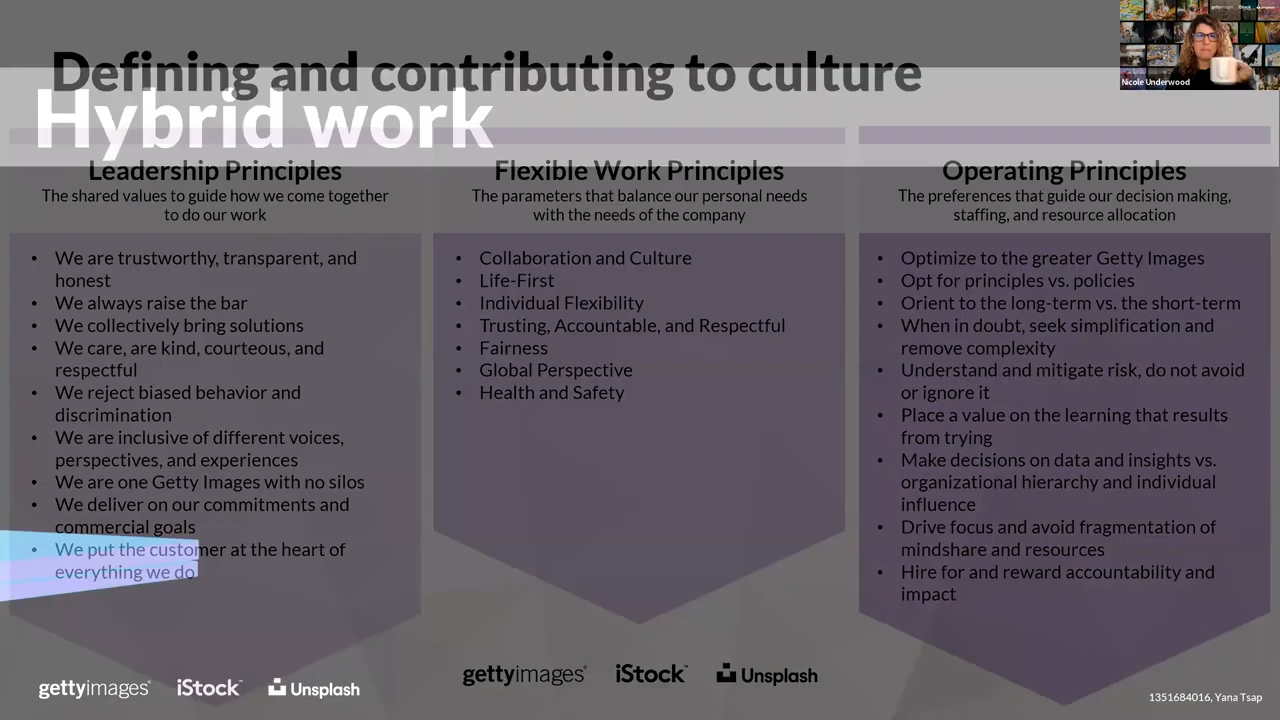 Defining and contributing to culture
Hybrid work
Leadership Principles
The shared values to guide how we come together
to do our work
• We are trustworthy, transparent, and
honest
• We always raise the bar
• We collectively bring solutions
• We care, are kind, courteous, and
respectful
• We reject biased behavior and
discrimination
• We are inclusive of different voices,
perspectives, and experiences
• We are one Getty Images with no silos
• We deliver on our commitments and
commercial goals
• We put the customer at the heart of
everything we do
Flexible Work Principles
The parameters that balance our personal needs
with the needs of the company
• Collaboration and Culture
• Life-First
• Individual Flexibility
• Trusting, Accountable, and Respectful
• Fairness
• Global Perspective
• Health and Safety
Operating Principles
The preferences that guide our decision making,
staffing, and resource allocation
• Optimize to the greater Getty Images
• Opt for principles vs. policies
• Orient to the long-term vs. the short-term
• When in doubt, seek simplification and
remove complexity
• Understand and mitigate risk, do not avoid
or ignore it
• Place a value on the learning that results
from trying
• Make decisions on data and insights vs.
organizational hierarchy and individual
influence
• Drive focus and avoid fragmentation of
mindshare and resources
• Hire for and reward accountability and
impact
gettyimages® iStock™ Unsplash
gettyimages® iStock™ Unsplash
1351684016, Yana Tsap
gettyimages iStock Unsplash
Nicole Underwood